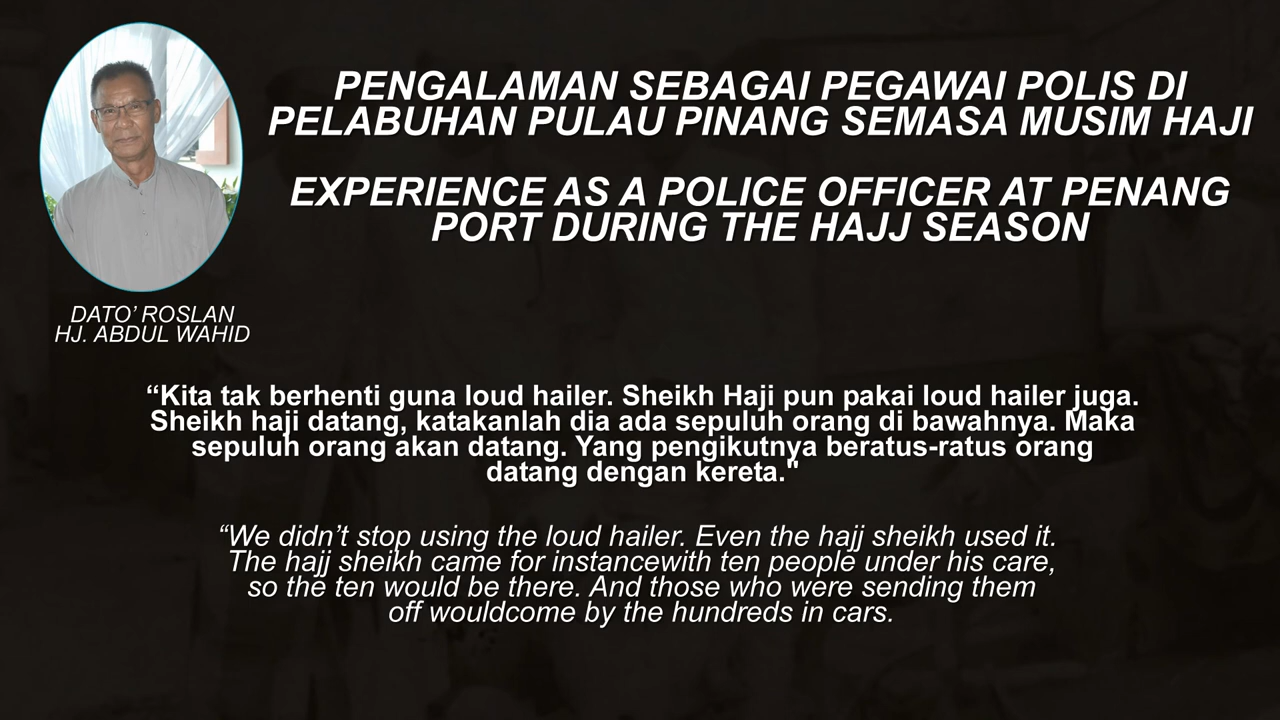 PENGALAMAN SEBAGAI PEGAWAI POLIS DI
PELABUHAN PULAU PINANG SEMASA MUSIM HAJI
EXPERIENCE AS A POLICE OFFICER AT PENANG
PORT DURING THE HAJJ SEASON
DATO’ ROSLAN
HJ. ABDUL WAHID
“Kita tak berhenti guna loud hailer. Sheikh Haji pun pakai loud hailer juga.
Sheikh haji datang, katakanlah dia ada sepuluh orang di bawahnya. Maka
sepuluh orang akan datang. Yang pengikutnya beratus-ratus orang
datang dengan kereta."
“We didn’t stop using the loud hailer. Even the hajj sheikh used it.
The hajj sheikh came for instancewith ten people under his care,
so the ten would be there. And those who were sending them
off wouldcome by the hundreds in cars.